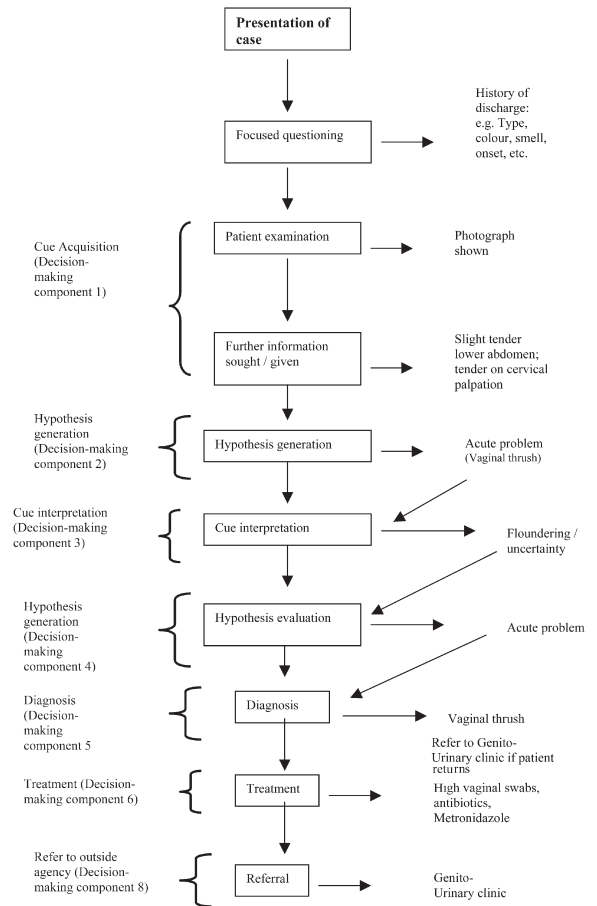 Presentation of
case
Focused questioning
History of
discharge:
e.g. Type,
colour, smell,
onset, etc.
Cue Acquisition
(Decision-
making
component 1)
Patient examination
Photograph
shown
Further information
sought / given
Slight tender
lower abdomen;
tender on cervical
palpation
Hypothesis
generation
(Decision-making
component 2)
Hypothesis generation
Acute problem
(Vaginal thrush)
Cue interpretation
(Decision-making
component 3)
Cue interpretation
Floundering /
uncertainty
Hypothesis
generation
(Decision-
making
component 4)
Hypothesis evaluation
Acute problem
Diagnosis
(Decision-
making
component 5
Diagnosis
Vaginal thrush
Refer to Genito-
Urinary clinic if patient
returns
Treatment (Decision-
making component 6)
Treatment
High vaginal swabs,
antibiotics,
Metronidazole
Refer to outside
agency (Decision-
making component 8)
Referral
Genito-
Urinary clinic